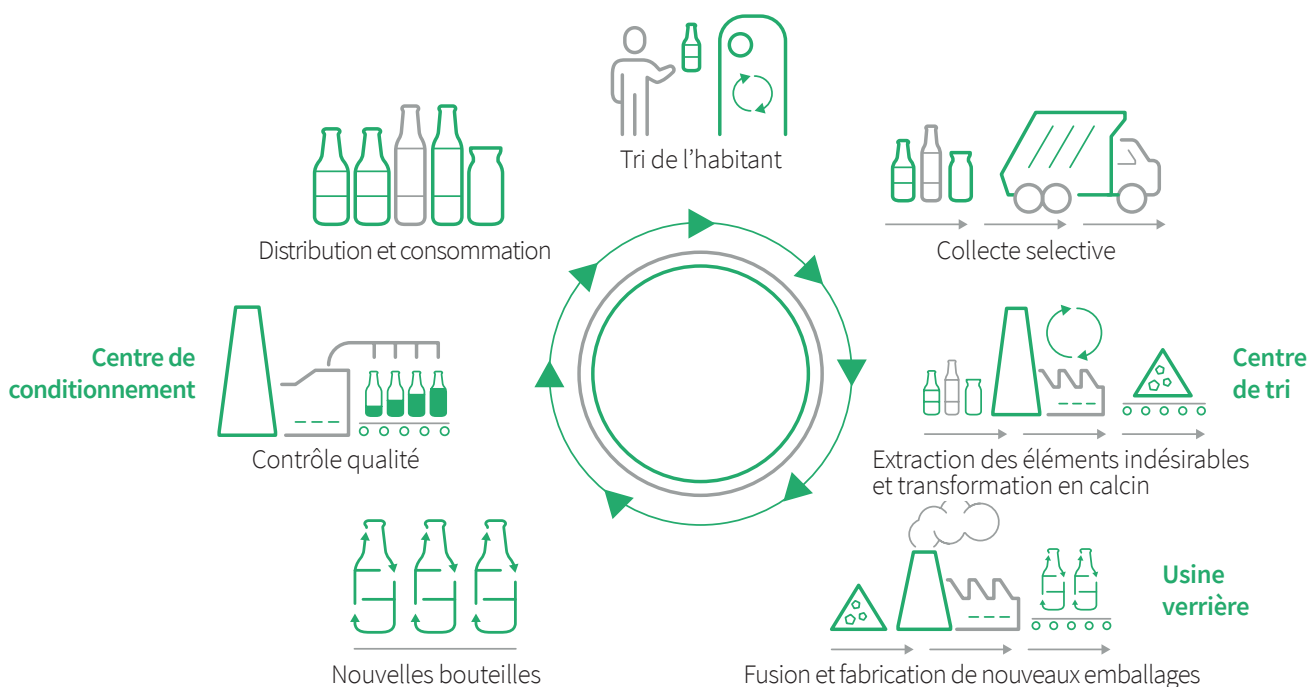 Tri de l’habitant
Collecte selective
Centre
de tri
Extraction des éléments indésirables
et transformation en calcin
Usine
verrière
Fusion et fabrication de nouveaux emballages
Nouvelles bouteilles
Centre de
conditionnement
Contrôle qualité
Distribution et consommation